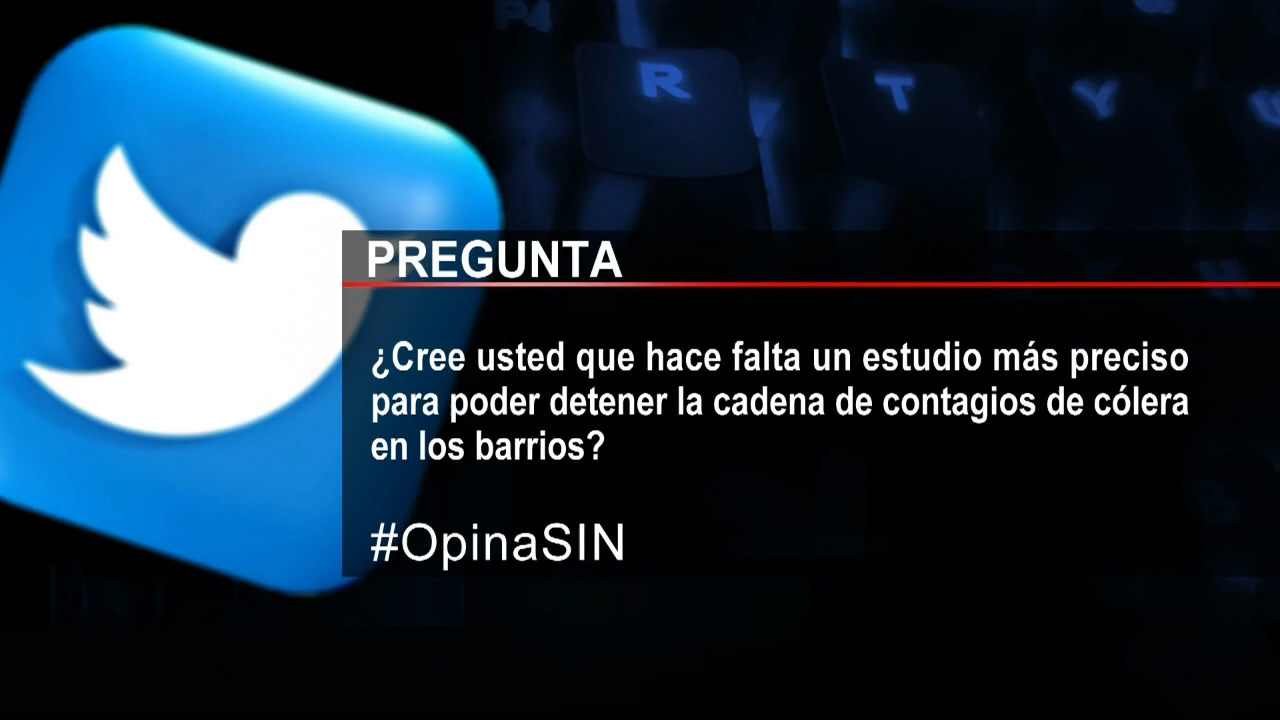 P4
R T Y
PREGUNTA
¿Cree usted que hace falta un estudio más preciso
para poder detener la cadena de contagios de cólera
en los barrios?
#OpinaSIN